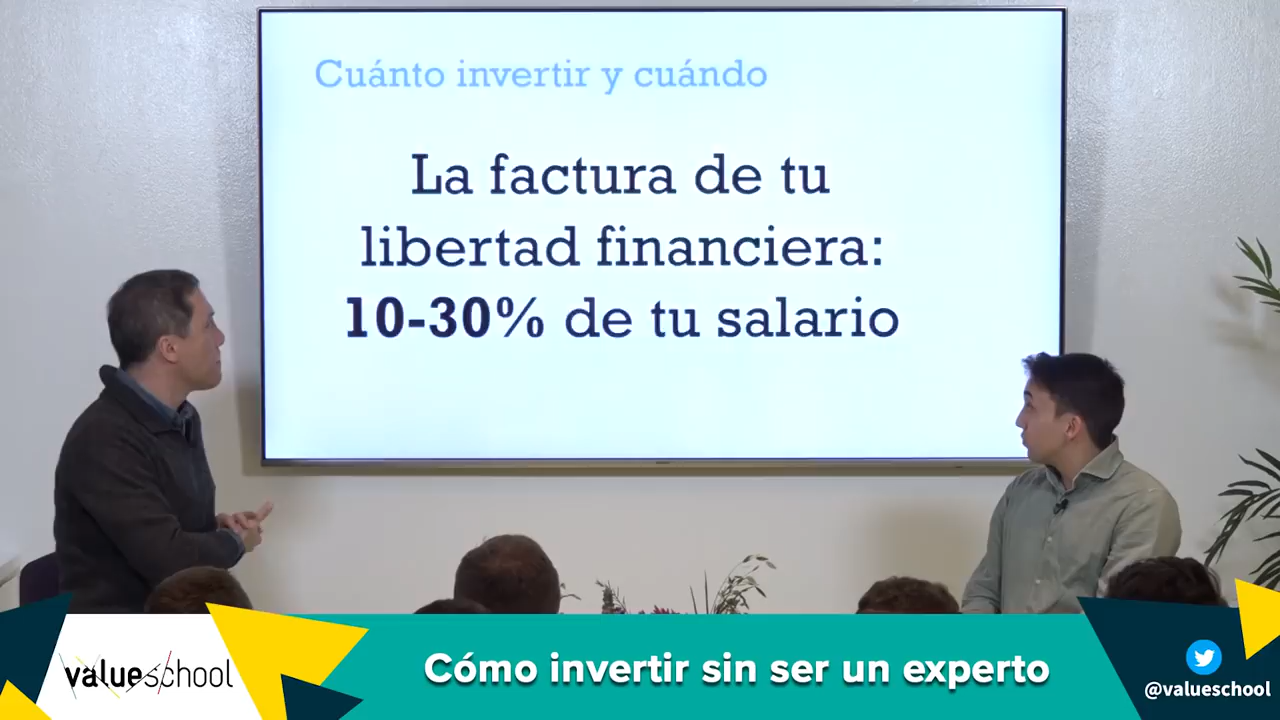 Cuánto invertir y cuándo
La factura de tu
libertad financiera:
10-30% de tu salario
valueschool
Cómo invertir sin ser un experto
@valueschool